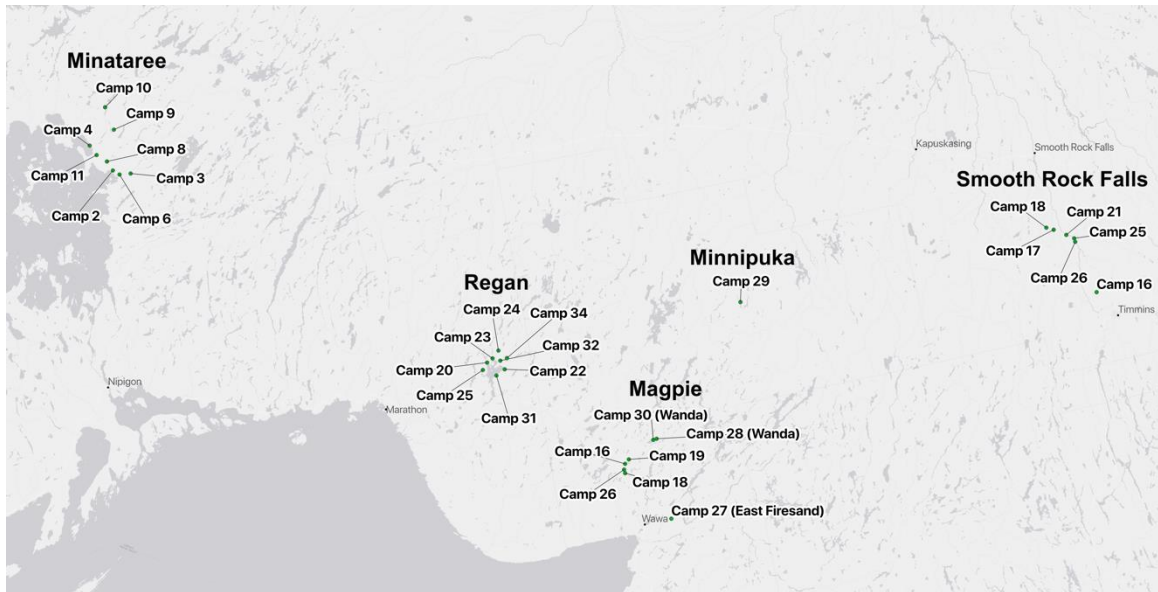 Minataree
Camp 10
Camp 9
Camp 4
Camp 8
Camp 11
Camp 3
Camp 2
Camp 6
Kapuskasing
Smooth Rock Falls
Smooth Rock Falls
Camp 18
Camp 21
Camp 25
Camp 17
Camp 26
Camp 16
Timmins
Minnipuka
Camp 29
Regan
Camp 24
Camp 34
Camp 23
Camp 32
Camp 20
Camp 22
Camp 25
Camp 31
Nipigon
Marathon
Magpie
Camp 30 (Wanda)
Camp 28 (Wanda)
Camp 16
Camp 19
Camp 26
Camp 18
Camp 27 (East Firesand)
Wawa